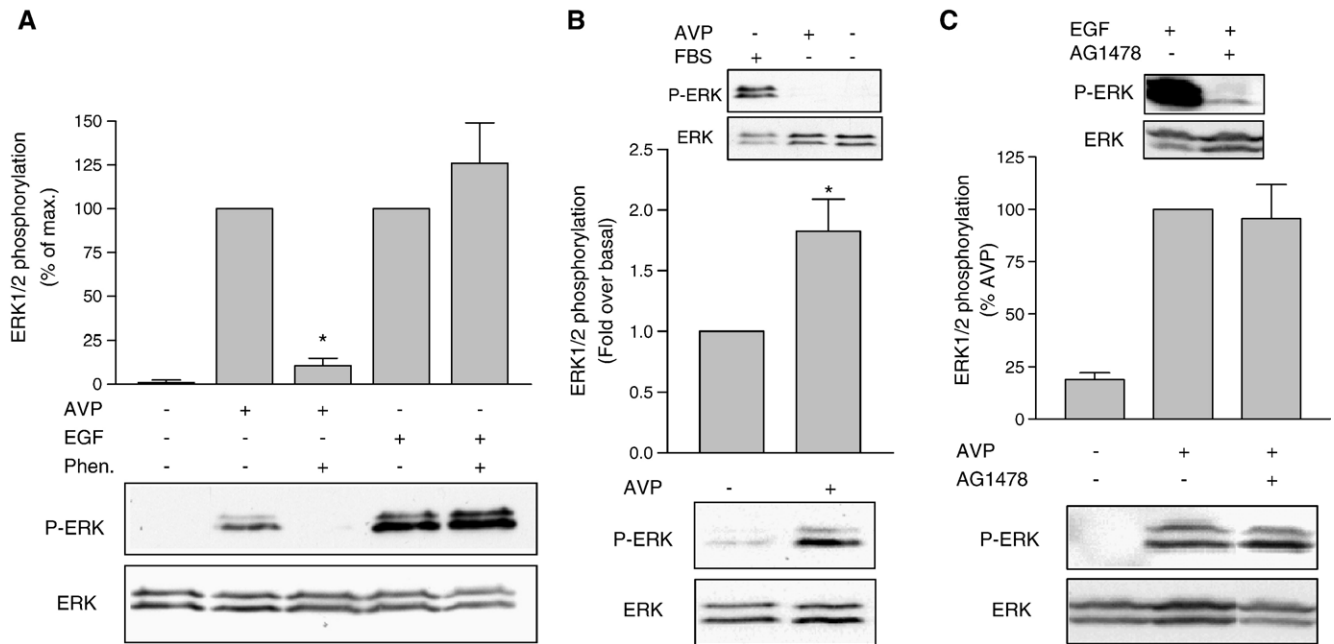 A
ERK1/2 phosphorylation
(% of max.)
150
125
100
75
50
25
0
*
AVP - + + - -
EGF - - - + +
Phen. - - + - +
P-ERK
ERK
B
AVP - + -
FBS + - -
P-ERK
ERK
ERK1/2 phosphorylation
(Fold over basal)
2.5
2.0
1.5
1.0
0.5
0.0
*
AVP - +
P-ERK
ERK
C
EGF + +
AG1478 - +
P-ERK
ERK
ERK1/2 phosphorylation
(% AVP)
125
100
75
50
25
0
AVP - + +
AG1478 - - +
P-ERK
ERK